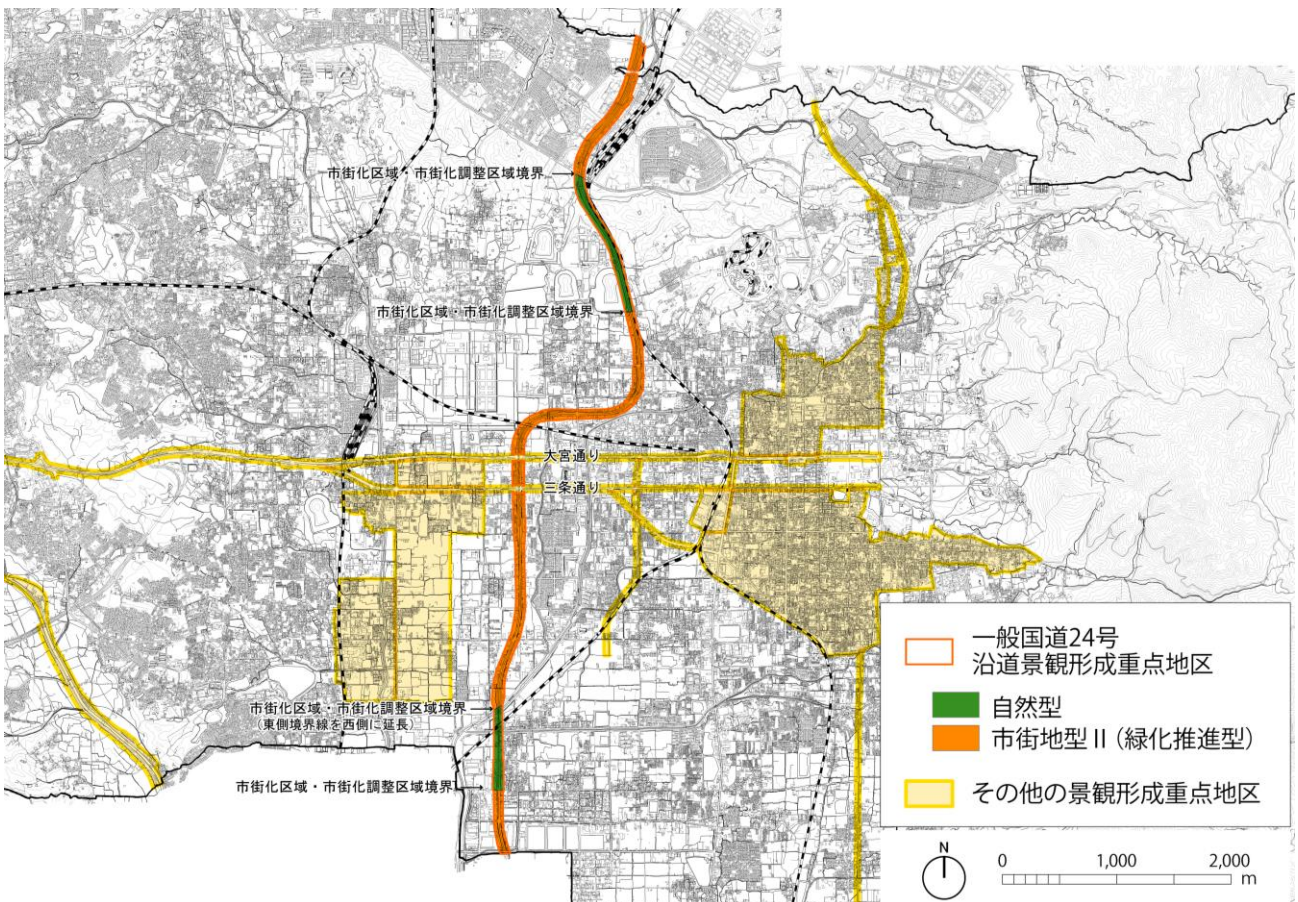 市街化区域・市街化調整区域境界
市街化区域・市街化調整区域境界
大宮通り
三条通り
市街化区域・市街化調整区域境界
(東側境界線を西側に延長)
市街化区域・市街化調整区域境界
一般国道24号
沿道景観形成重点地区
自然型
市街地型Ⅱ(緑化推進型)
その他の景観形成重点地区
N
0 1,000 2,000
m